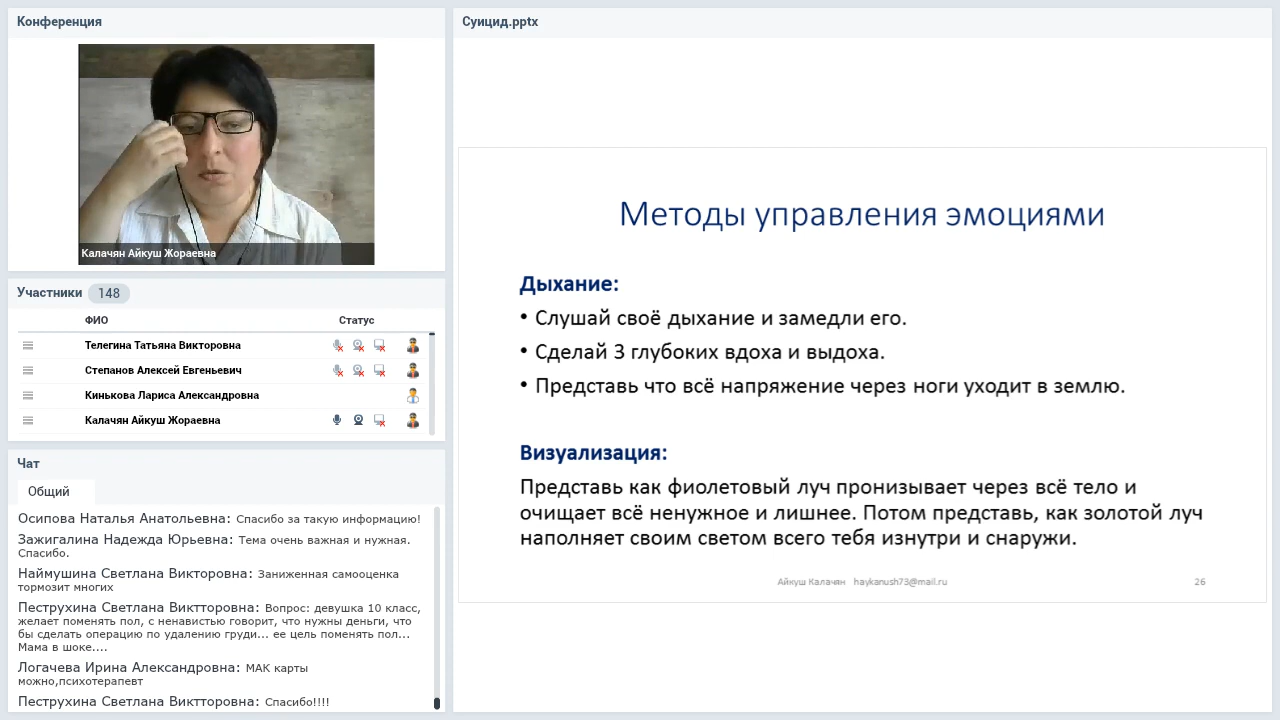 Конференция
Калачян Айкуш Жораевна
Участники 148
ФИО Статус
Телегина Татьяна Викторовна
Степанов Алексей Евгеньевич
Кинькова Лариса Александровна
Калачян Айкуш Жораевна
Чат
Общий
Осипова Наталья Анатольевна: Спасибо за такую информацию!
Зажигалина Надежда Юрьевна: Тема очень важная и нужная.
Спасибо.
Наймушина Светлана Викторовна: Заниженная самооценка
тормозит многих
Пеструхина Светлана Виктторовна: Вопрос: девушка 10 класс,
желает поменять пол, с ненавистью говорит, что нужны деньги, что
бы сделать операцию по удалению груди... ее цель поменять пол...
Мама в шоке....
Логачева Ирина Александровна: МАК карты
можно,психотерапевт
Пеструхина Светлана Виктторовна: Спасибо!!!!
Суицид.pptx
Методы управления эмоциями
Дыхание:
• Слушай своё дыхание и замедли его.
• Сделай 3 глубоких вдоха и выдоха.
• Представь что всё напряжение через ноги уходит в землю.
Визуализация:
Представь как фиолетовый луч пронизывает через всё тело и
очищает всё ненужное и лишнее. Потом представь, как золотой луч
наполняет своим светом всего тебя изнутри и снаружи.
Айкуш Калачян haykanush73@mail.ru 26